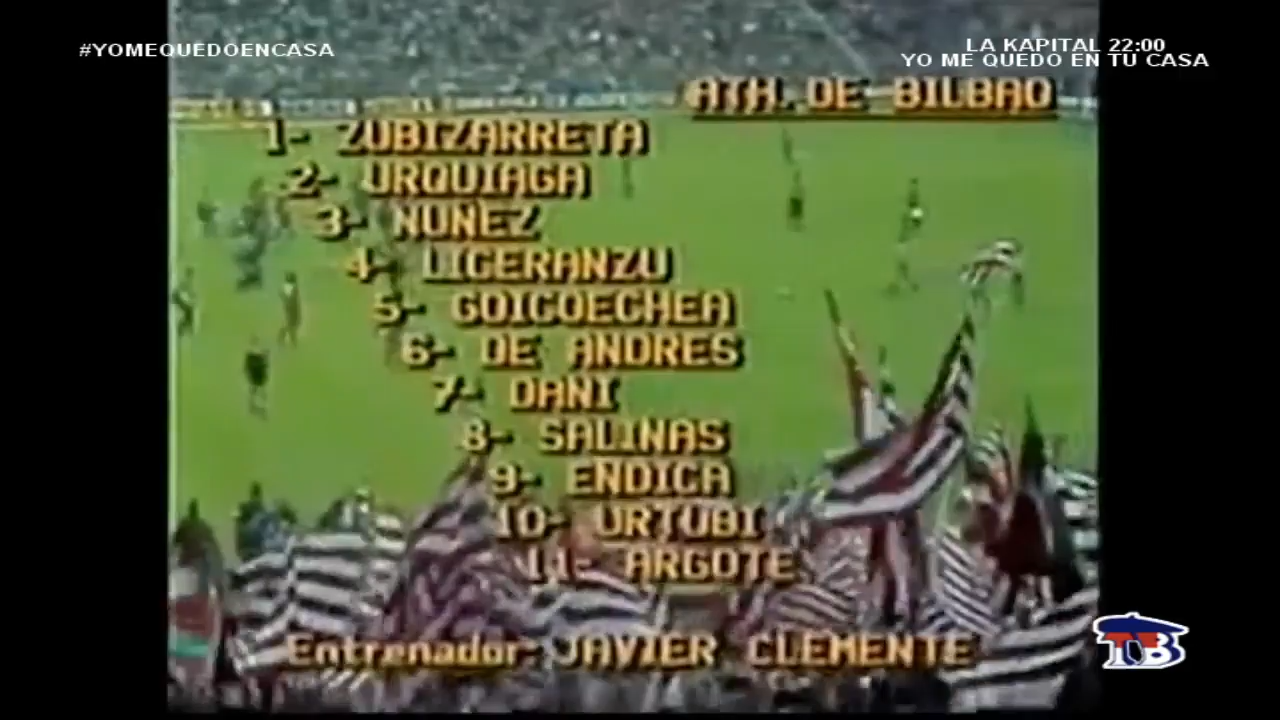 #YOMEQUEDOENCASA
LA KAPITAL 22:00
YO ME QUEDO EN TU CASA
ATH. DE BILBAO
1- ZUBIZARRETA
2- URQUIAGA
3- NUÑEZ
4- LICERANZU
5- GOICOECHEA
6- DE ANDRES
7- DANI
8- SALINAS
9- ENDICA
10- URTUBI
11- ARGOTE
Entrenador: JAVIER CLEMENTE
TB